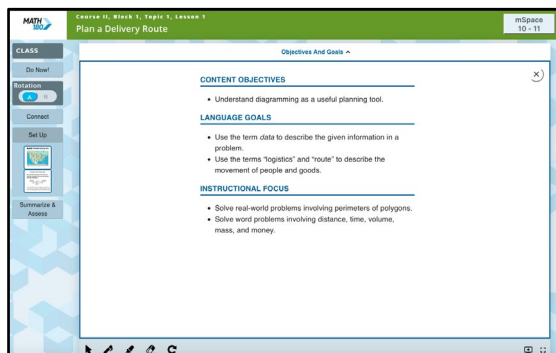 MATH
180
Course II, Block 1, Topic 1, Lesson 1
Plan a Delivery Route
mSpace
10 - 11
CLASS
Do Now!
Rotation
A
B
Connect
Set Up
Summarize &
Assess
Objectives And Goals
CONTENT OBJECTIVES
• Understand diagramming as a useful planning tool.
LANGUAGE GOALS
• Use the term data to describe the given information in a
problem.
• Use the terms “logistics” and “route” to describe the
movement of people and goods.
INSTRUCTIONAL FOCUS
• Solve real-world problems involving perimeters of polygons.
• Solve word problems involving distance, time, volume,
mass, and money.